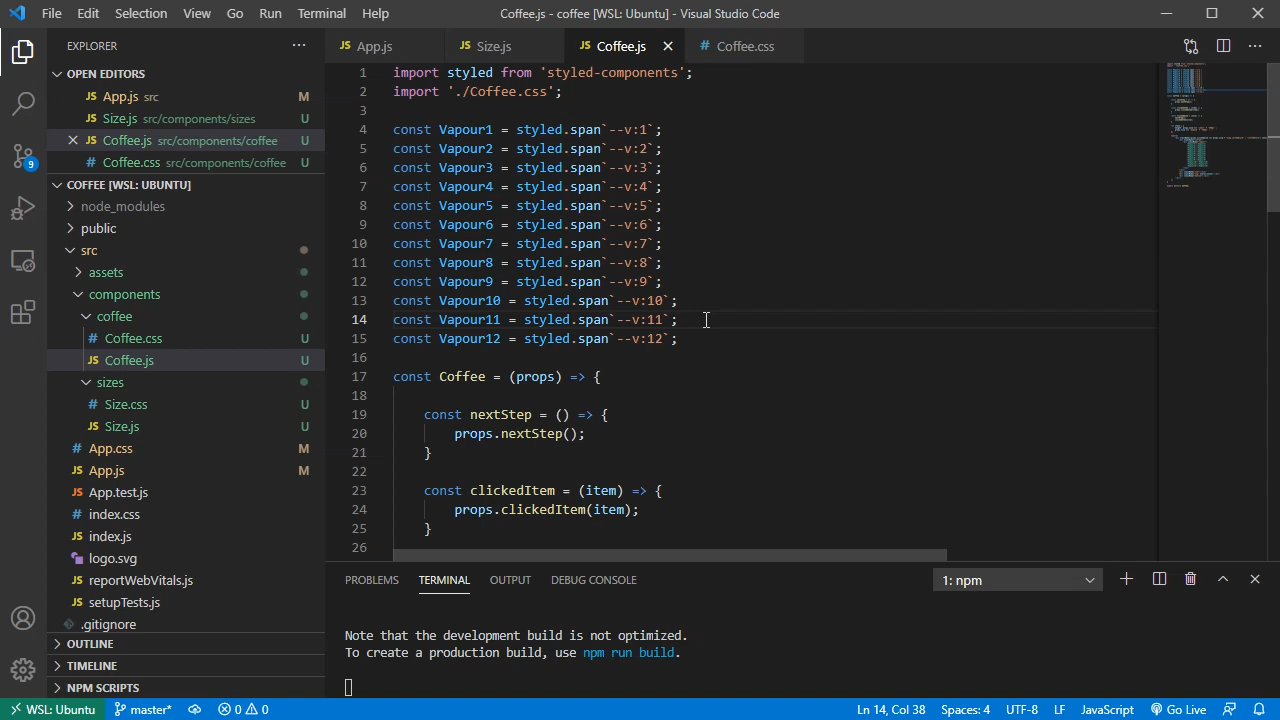 File Edit Selection View Go Run Terminal Help
Coffee.js - coffee [WSL: Ubuntu] - Visual Studio Code
EXPLORER
OPEN EDITORS
JS App.js src M
JS Size.js src/components/sizes U
JS Coffee.js src/components/coffee U
# Coffee.css src/components/coffee U
COFFEE [WSL: UBUNTU]
node_modules
public
src
assets
components
coffee
# Coffee.css U
JS Coffee.js U
sizes
# Size.css U
JS Size.js U
# App.css M
JS App.js M
JS App.test.js
# index.css
JS index.js
logo.svg
JS reportWebVitals.js
JS setupTests.js
.gitignore
OUTLINE
TIMELINE
NPM SCRIPTS
9
JS App.js JS Size.js JS Coffee.js # Coffee.css
1 import styled from 'styled-components';
2 import './Coffee.css';
3
4 const Vapour1 = styled.span`--v:1`;
5 const Vapour2 = styled.span`--v:2`;
6 const Vapour3 = styled.span`--v:3`;
7 const Vapour4 = styled.span`--v:4`;
8 const Vapour5 = styled.span`--v:5`;
9 const Vapour6 = styled.span`--v:6`;
10 const Vapour7 = styled.span`--v:7`;
11 const Vapour8 = styled.span`--v:8`;
12 const Vapour9 = styled.span`--v:9`;
13 const Vapour10 = styled.span`--v:10`;
14 const Vapour11 = styled.span`--v:11`;
15 const Vapour12 = styled.span`--v:12`;
16
17 const Coffee = (props) => {
18
19 const nextStep = () => {
20 props.nextStep();
21 }
22
23 const clickedItem = (item) => {
24 props.clickedItem(item);
25 }
26
PROBLEMS TERMINAL OUTPUT DEBUG CONSOLE 1: npm
Note that the development build is not optimized.
To create a production build, use npm run build.
WSL: Ubuntu master* 0 0 Ln 14, Col 38 Spaces: 4 UTF-8 LF JavaScript Go Live